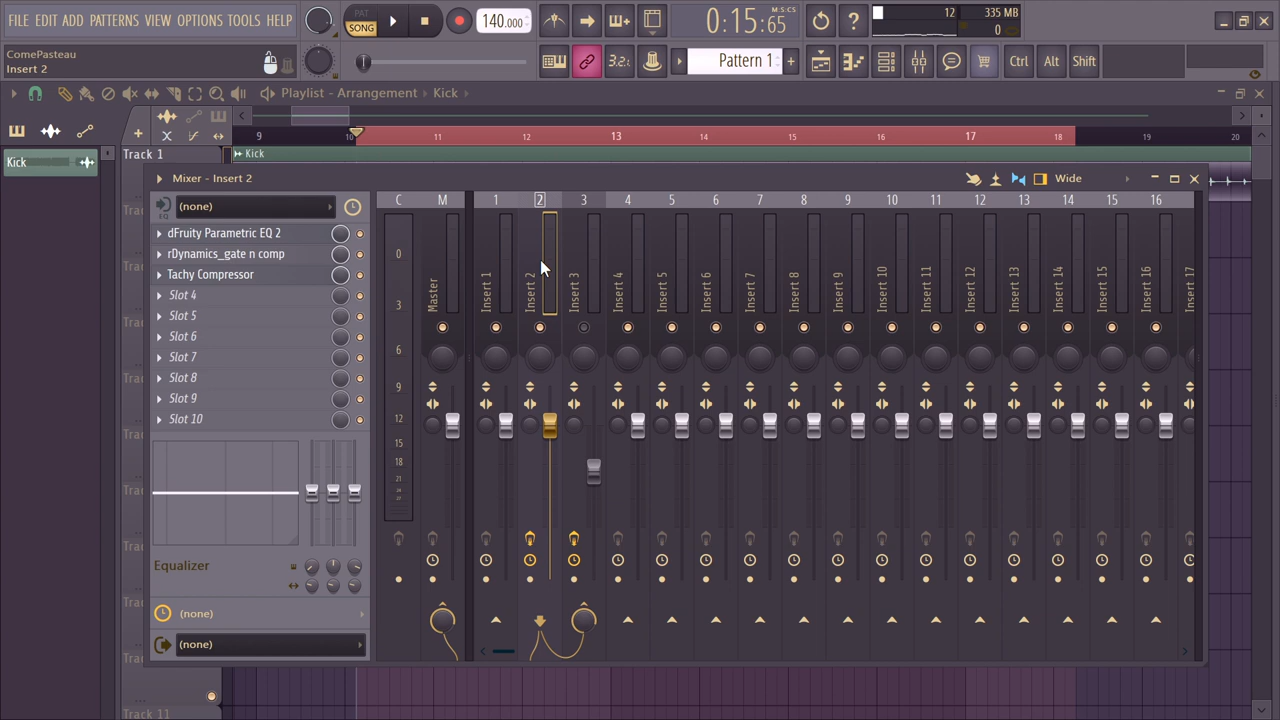 FILE EDIT ADD PATTERNS VIEW OPTIONS TOOLS HELP
PAT
SONG
140.000
0:15:65
M:S:CS
12
335 MB
0
ComePasteau
Insert 2
3.2:
Pattern 1
Ctrl
Alt
Shift
Playlist - Arrangement
Kick
9
10
11
12
13
14
15
16
17
18
19
20
Kick
Track 1
Kick
Mixer - Insert 2
Wide
(none)
EQ
dFruity Parametric EQ 2
rDynamics_gate n comp
Tachy Compressor
Slot 4
Slot 5
Slot 6
Slot 7
Slot 8
Slot 9
Slot 10
Equalizer
(none)
(none)
C
M
1
2
3
4
5
6
7
8
9
10
11
12
13
14
15
16
0
3
6
9
12
15
18
21
24
27
Master
Insert 1
Insert 2
Insert 3
Insert 4
Insert 5
Insert 6
Insert 7
Insert 8
Insert 9
Insert 10
Insert 11
Insert 12
Insert 13
Insert 14
Insert 15
Insert 16
Insert 17
Track 11